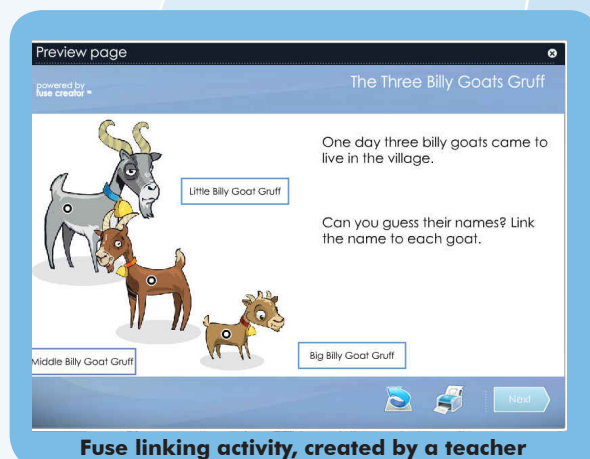 Preview page
powered by
fuse creator ™
The Three Billy Goats Gruff
One day three billy goats came to
live in the village.
Little Billy Goat Gruff
Can you guess their names? Link
the name to each goat.
Middle Billy Goat Gruff
Big Billy Goat Gruff
Next
Fuse linking activity, created by a teacher